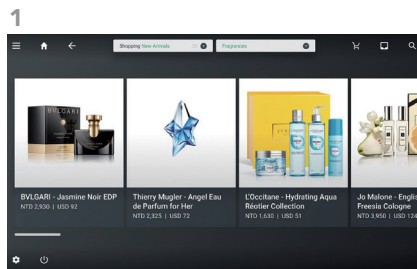 1
Shopping New Arrivals
Fragrances
BVLGARI
BVLGARI - Jasmine Noir EDP
NTD 2,930 | USD 92
Thierry Mugler - Angel Eau
de Parfum for Her
NTD 2,325 | USD 72
L'Occitane - Hydrating Aqua
Réotier Collection
NTD 1,630 | USD 51
Jo Malone - Englis
Freesia Cologne
NTD 3,950 | USD 124